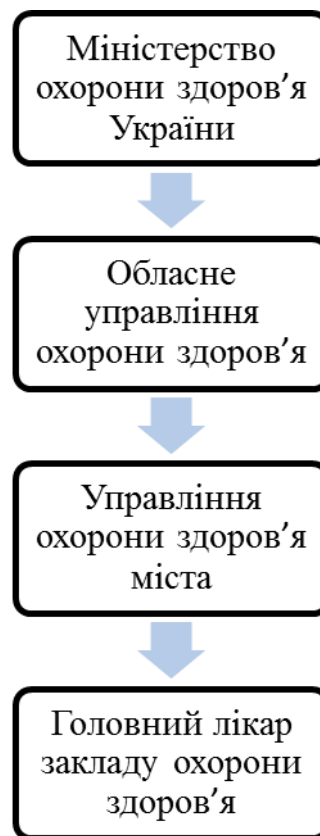 Міністерство
охорони здоров’я
України
Обласне
управління
охорони здоров’я
Управління
охорони здоров’я
міста
Головний лікар
закладу охорони
здоров’я